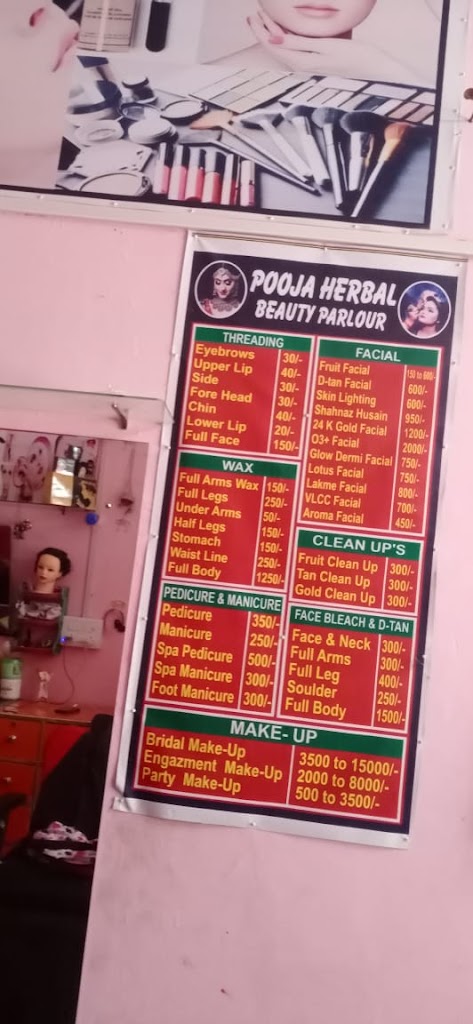 POOJA HERBAL
BEAUTY PARLOUR
THREADING
Eyebrows 30/-
Upper Lip 40/-
Side 30/-
Fore Head 30/-
Chin 40/-
Lower Lip 20/-
Full Face 150/-
WAX
Full Arms Wax 150/-
Full Legs 250/-
Under Arms 50/-
Half Legs 150/-
Stomach 150/-
Waist Line 250/-
Full Body 1250/-
PEDICURE & MANICURE
Pedicure 350/-
Manicure 250/-
Spa Pedicure 500/-
Spa Manicure 300/-
Foot Manicure 300/-
FACIAL
Fruit Facial 150 to 600/-
D-tan Facial 600/-
Skin Lighting 600/-
Shahnaz Husain 950/-
24 K Gold Facial 1200/-
O3+ Facial 2000/-
Glow Dermi Facial 750/-
Lotus Facial 750/-
Lakme Facial 800/-
VLCC Facial 700/-
Aroma Facial 450/-
CLEAN UP'S
Fruit Clean Up 300/-
Tan Clean Up 300/-
Gold Clean Up 300/-
FACE BLEACH & D-TAN
Face & Neck 300/-
Full Arms 300/-
Full Leg 400/-
Soulder 250/-
Full Body 1500/-
MAKE- UP
Bridal Make-Up 3500 to 15000/-
Engazment Make-Up 2000 to 8000/-
Party Make-Up 500 to 3500/-